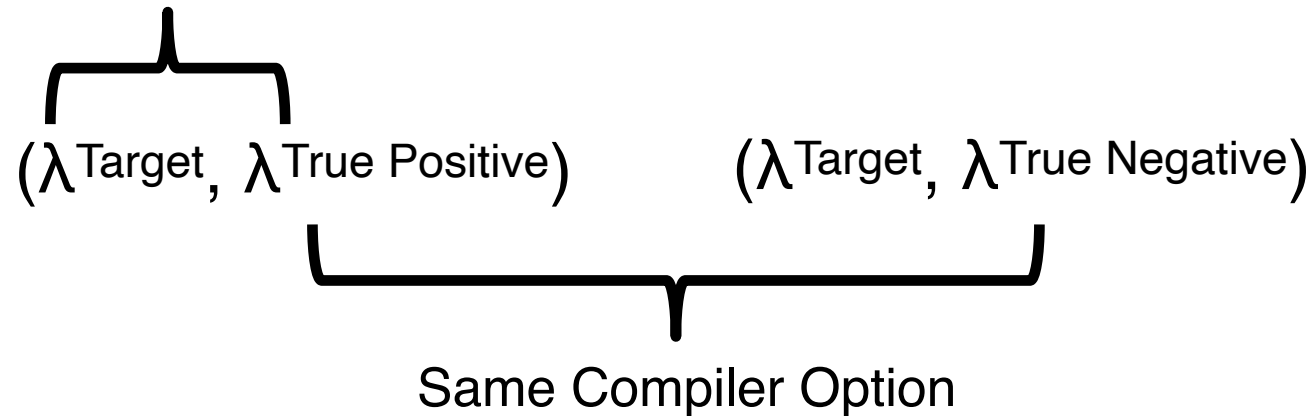 (λTarget, λTrue Positive) (λTarget, λTrue Negative)
Same Compiler Option